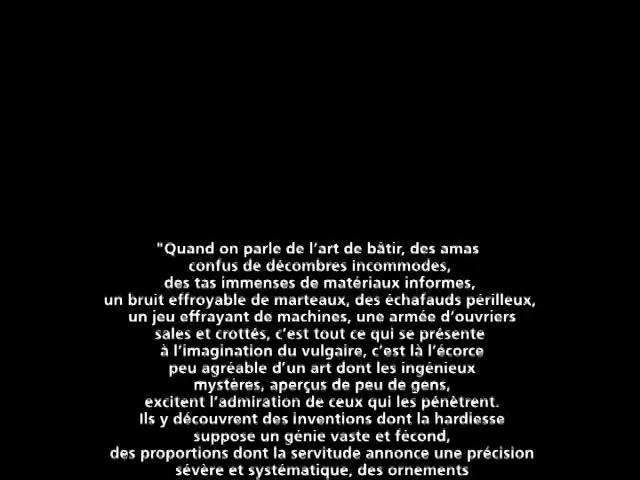 "Quand on parle de l’art de bâtir, des amas
confus de décombres incommodes,
des tas immenses de matériaux informes,
un bruit effroyable de marteaux, des échafauds périlleux,
un jeu effrayant de machines, une armée d’ouvriers
sales et crottés, c’est tout ce qui se présente
à l’imagination du vulgaire, c’est là l’écorce
peu agréable d’un art dont les ingénieux
mystères, aperçus de peu de gens,
excitent l’admiration de ceux qui les pénètrent.
Ils y découvrent des inventions dont la hardiesse
suppose un génie vaste et fécond,
des proportions dont la servitude annonce une précision
sévère et systématique, des ornements